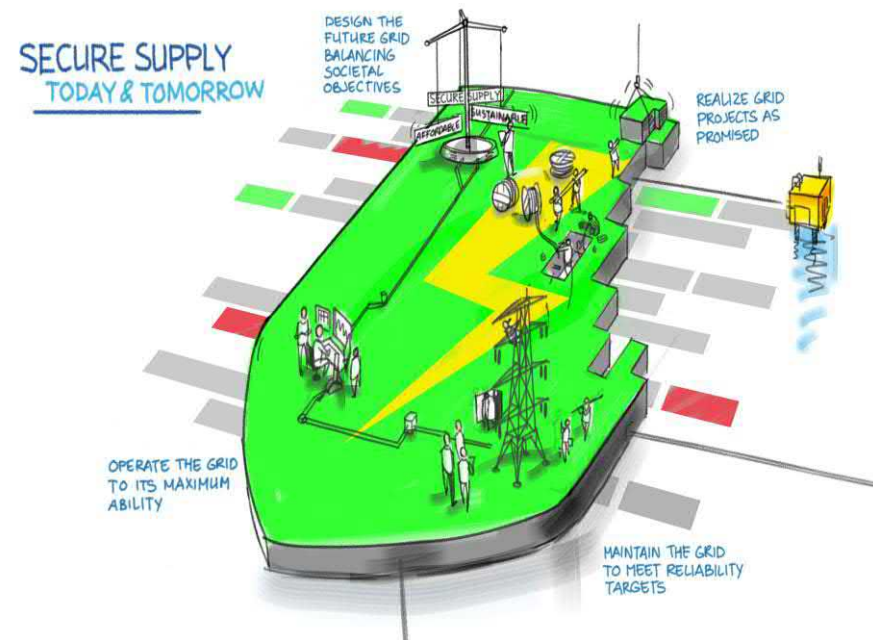 SECURE SUPPLY
TODAY & TOMORROW
DESIGN THE
FUTURE GRID
BALANCING
SOCIETAL
OBJECTIVES
SECURE SUPPLY
SUSTAINABLE
AFFORDABLE
REALIZE GRID
PROJECTS AS
PROMISED
OPERATE THE GRID
TO ITS MAXIMUM
ABILITY
MAINTAIN THE GRID
TO MEET RELIABILITY
TARGETS